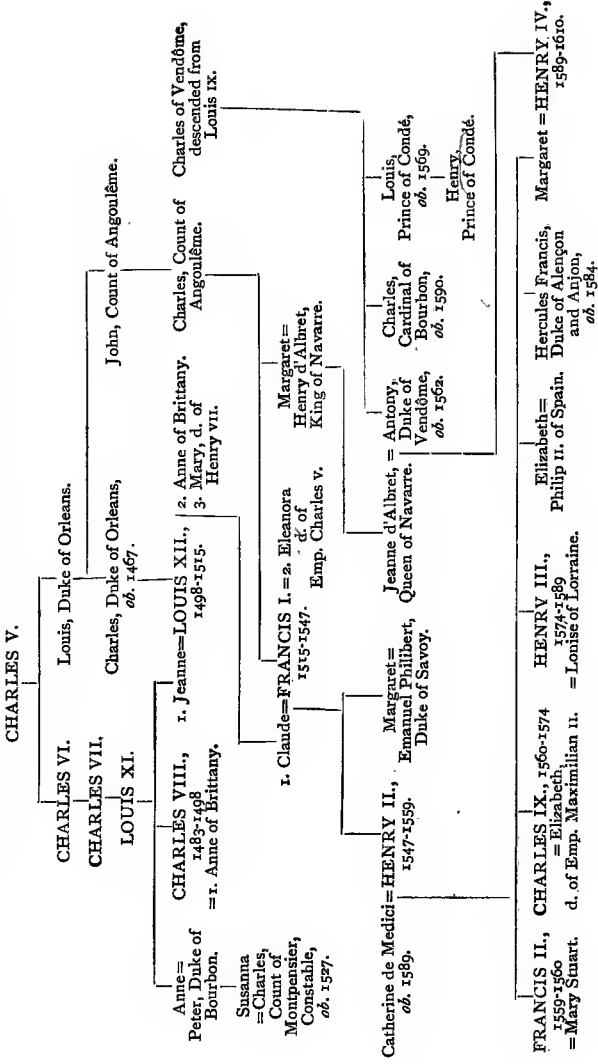 CHARLES V.
CHARLES VI.
Louis, Duke of Orleans.
CHARLES VII.
Charles, Duke of Orleans,
ob. 1467.
John, Count of Angoulême.
LOUIS XI.
Anne=
Peter, Duke of
Bourbon.
CHARLES VIII.,
1483-1498
=1. Anne of Brittany.
1. Jeanne=LOUIS XII.,
1498-1515.
2. Anne of Brittany.
3. Mary, d. of
Henry VII.
Charles, Count of
Angoulême.
Charles of Vendôme,
descended from
Louis IX.
Susanna
=Charles,
Count of
Montpensier,
Constable,
ob. 1527.
1. Claude=FRANCIS I.=2. Eleanora
1515-1547.
d. of
Emp. Charles V.
Margaret=
Henry d'Albret,
King of Navarre.
Catherine de Medici=HENRY II.,
ob. 1589.
1547-1559.
Margaret=
Emanuel Philibert,
Duke of Savoy.
Jeanne d'Albret,
Queen of Navarre.
= Antony,
Duke of
Vendôme,
ob. 1562.
Charles,
Cardinal of
Bourbon,
ob. 1590.
Louis,
Prince of Condé,
ob. 1569.
Henry,
Prince of Condé.
FRANCIS II.,
1559-1560
=Mary Stuart.
CHARLES IX., 1560-1574
=Elizabeth,
d. of Emp. Maximilian II.
HENRY III.,
1574-1589
=Louise of Lorraine.
Elizabeth=
Philip II. of Spain.
Hercules Francis,
Duke of Alençon
and Anjou,
ob. 1584.
Margaret =HENRY IV.,
1589-1610.